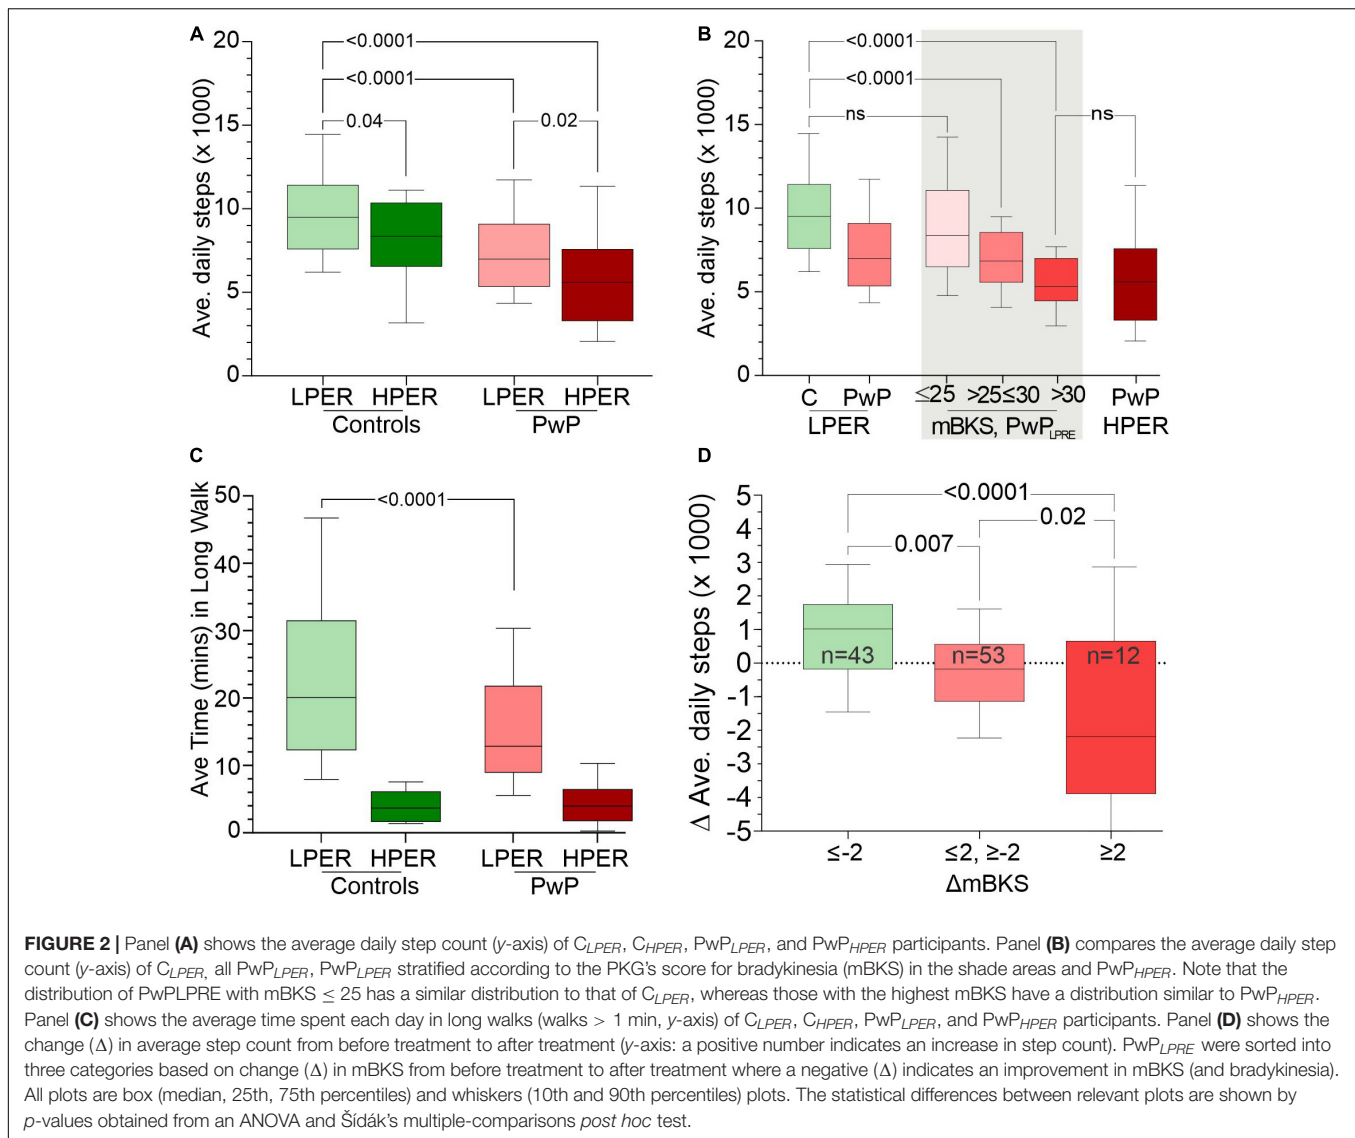 A
20
15
10
5
0
Ave. daily steps (x 1000)
<0.0001
<0.0001
0.04
0.02
LPER HPER LPER HPER
Controls PwP
B
20
15
10
5
0
Ave. daily steps (x 1000)
<0.0001
<0.0001
ns
ns
C PwP ≤25 >25≤30 >30 PwP
LPER mBKS, PwP LPRE HPER
C
50
40
30
20
10
0
Ave Time (mins) in Long Walk
<0.0001
LPER HPER LPER HPER
Controls PwP
D
5
4
3
2
1
0
-1
-2
-3
-4
-5
Δ Ave. daily steps (x 1000)
<0.0001
0.02
0.007
n=43 n=53 n=12
≤-2 ≤2, ≥-2 ≥2
ΔmBKS
FIGURE 2 | Panel (A) shows the average daily step count (y-axis) of CLPER, CHPER, PwPLPER, and PwPHPER participants. Panel (B) compares the average daily step
count (y-axis) of CLPER, all PwPLPER, PwPLPER stratified according to the PKG's score for bradykinesia (mBKS) in the shade areas and PwPHPER. Note that the
distribution of PwPLPRE with mBKS ≤ 25 has a similar distribution to that of CLPER, whereas those with the highest mBKS have a distribution similar to PwPHPER.
Panel (C) shows the average time spent each day in long walks (walks > 1 min, y-axis) of CLPER, CHPER, PwPLPER, and PwPHPER participants. Panel (D) shows the
change (Δ) in average step count from before treatment to after treatment (y-axis: a positive number indicates an increase in step count). PwPLPRE were sorted into
three categories based on change (Δ) in mBKS from before treatment to after treatment where a negative (Δ) indicates an improvement in mBKS (and bradykinesia).
All plots are box (median, 25th, 75th percentiles) and whiskers (10th and 90th percentiles) plots. The statistical differences between relevant plots are shown by
p-values obtained from an ANOVA and Šídák's multiple-comparisons post hoc test.